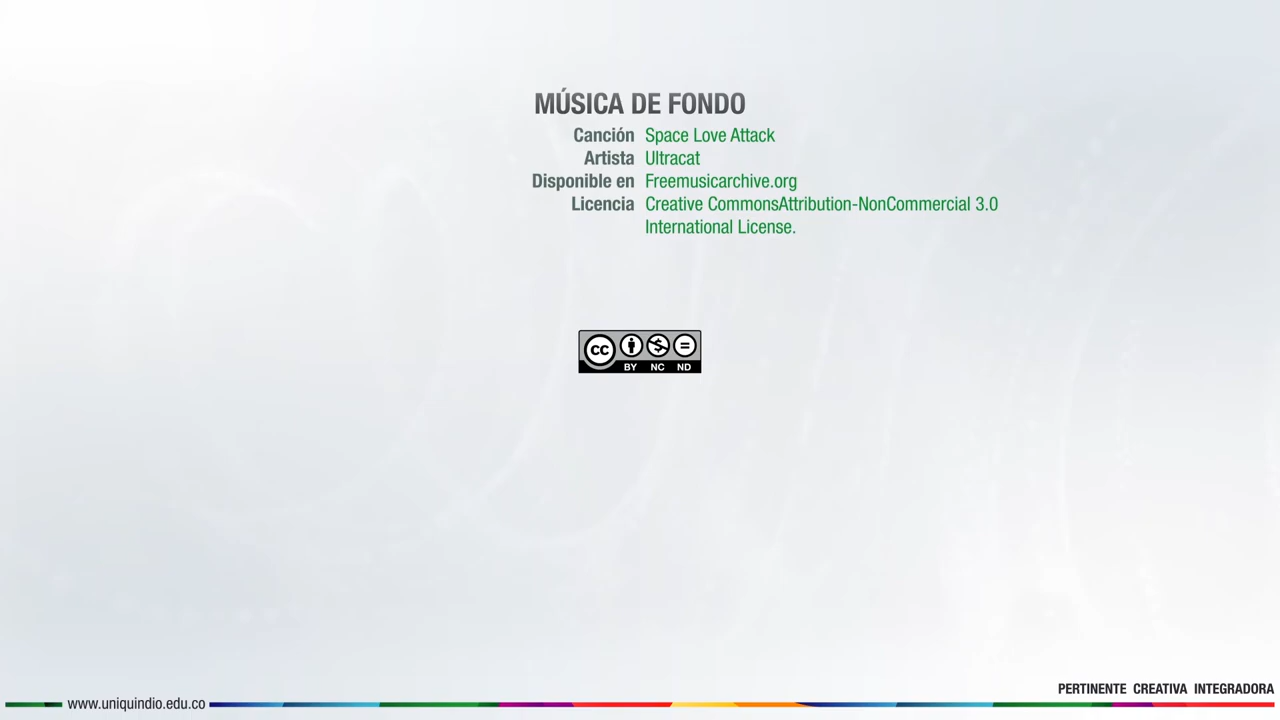 MÚSICA DE FONDO
Canción Space Love Attack
Artista Ultracat
Disponible en Freemusicarchive.org
Licencia Creative CommonsAttribution-NonCommercial 3.0
International License.
CC BY NC ND
PERTINENTE CREATIVA INTEGRADORA
www.uniquindio.edu.co